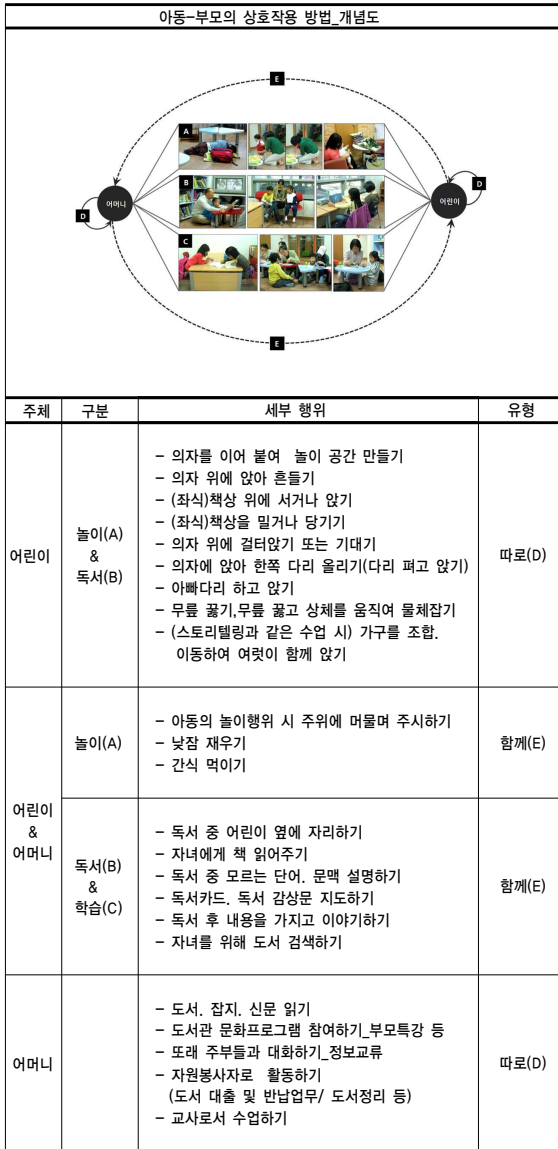 아동-부모의 상호작용 방법_개념도
E
A
B
어머니
어린이
D
D
C
E
주체 구분 세부 행위 유형
어린이
놀이(A)
&
독서(B)
- 의자를 이어 붙여 놀이 공간 만들기
- 의자 위에 앉아 흔들기
- (좌식)책상 위에 서거나 앉기
- (좌식)책상을 밀거나 당기기
- 의자 위에 걸터앉기 또는 기대기
- 의자에 앉아 한쪽 다리 올리기(다리 펴고 앉기)
- 아빠다리 하고 앉기
- 무릎 꿇기,무릎 꿇고 상체를 움직여 물체잡기
- (스토리텔링과 같은 수업 시) 가구를 조합.
이동하여 여럿이 함께 앉기
따로(D)
어린이
&
어머니
놀이(A)
- 아동의 놀이행위 시 주위에 머물며 주시하기
- 낮잠 재우기
- 간식 먹이기
함께(E)
독서(B)
&
학습(C)
- 독서 중 어린이 옆에 자리하기
- 자녀에게 책 읽어주기
- 독서 중 모르는 단어. 문맥 설명하기
- 독서카드. 독서 감상문 지도하기
- 독서 후 내용을 가지고 이야기하기
- 자녀를 위해 도서 검색하기
함께(E)
어머니
- 도서. 잡지. 신문 읽기
- 도서관 문화프로그램 참여하기_부모특강 등
- 또래 주부들과 대화하기_정보교류
- 자원봉사자로 활동하기
(도서 대출 및 반납업무/ 도서정리 등)
- 교사로서 수업하기
따로(D)